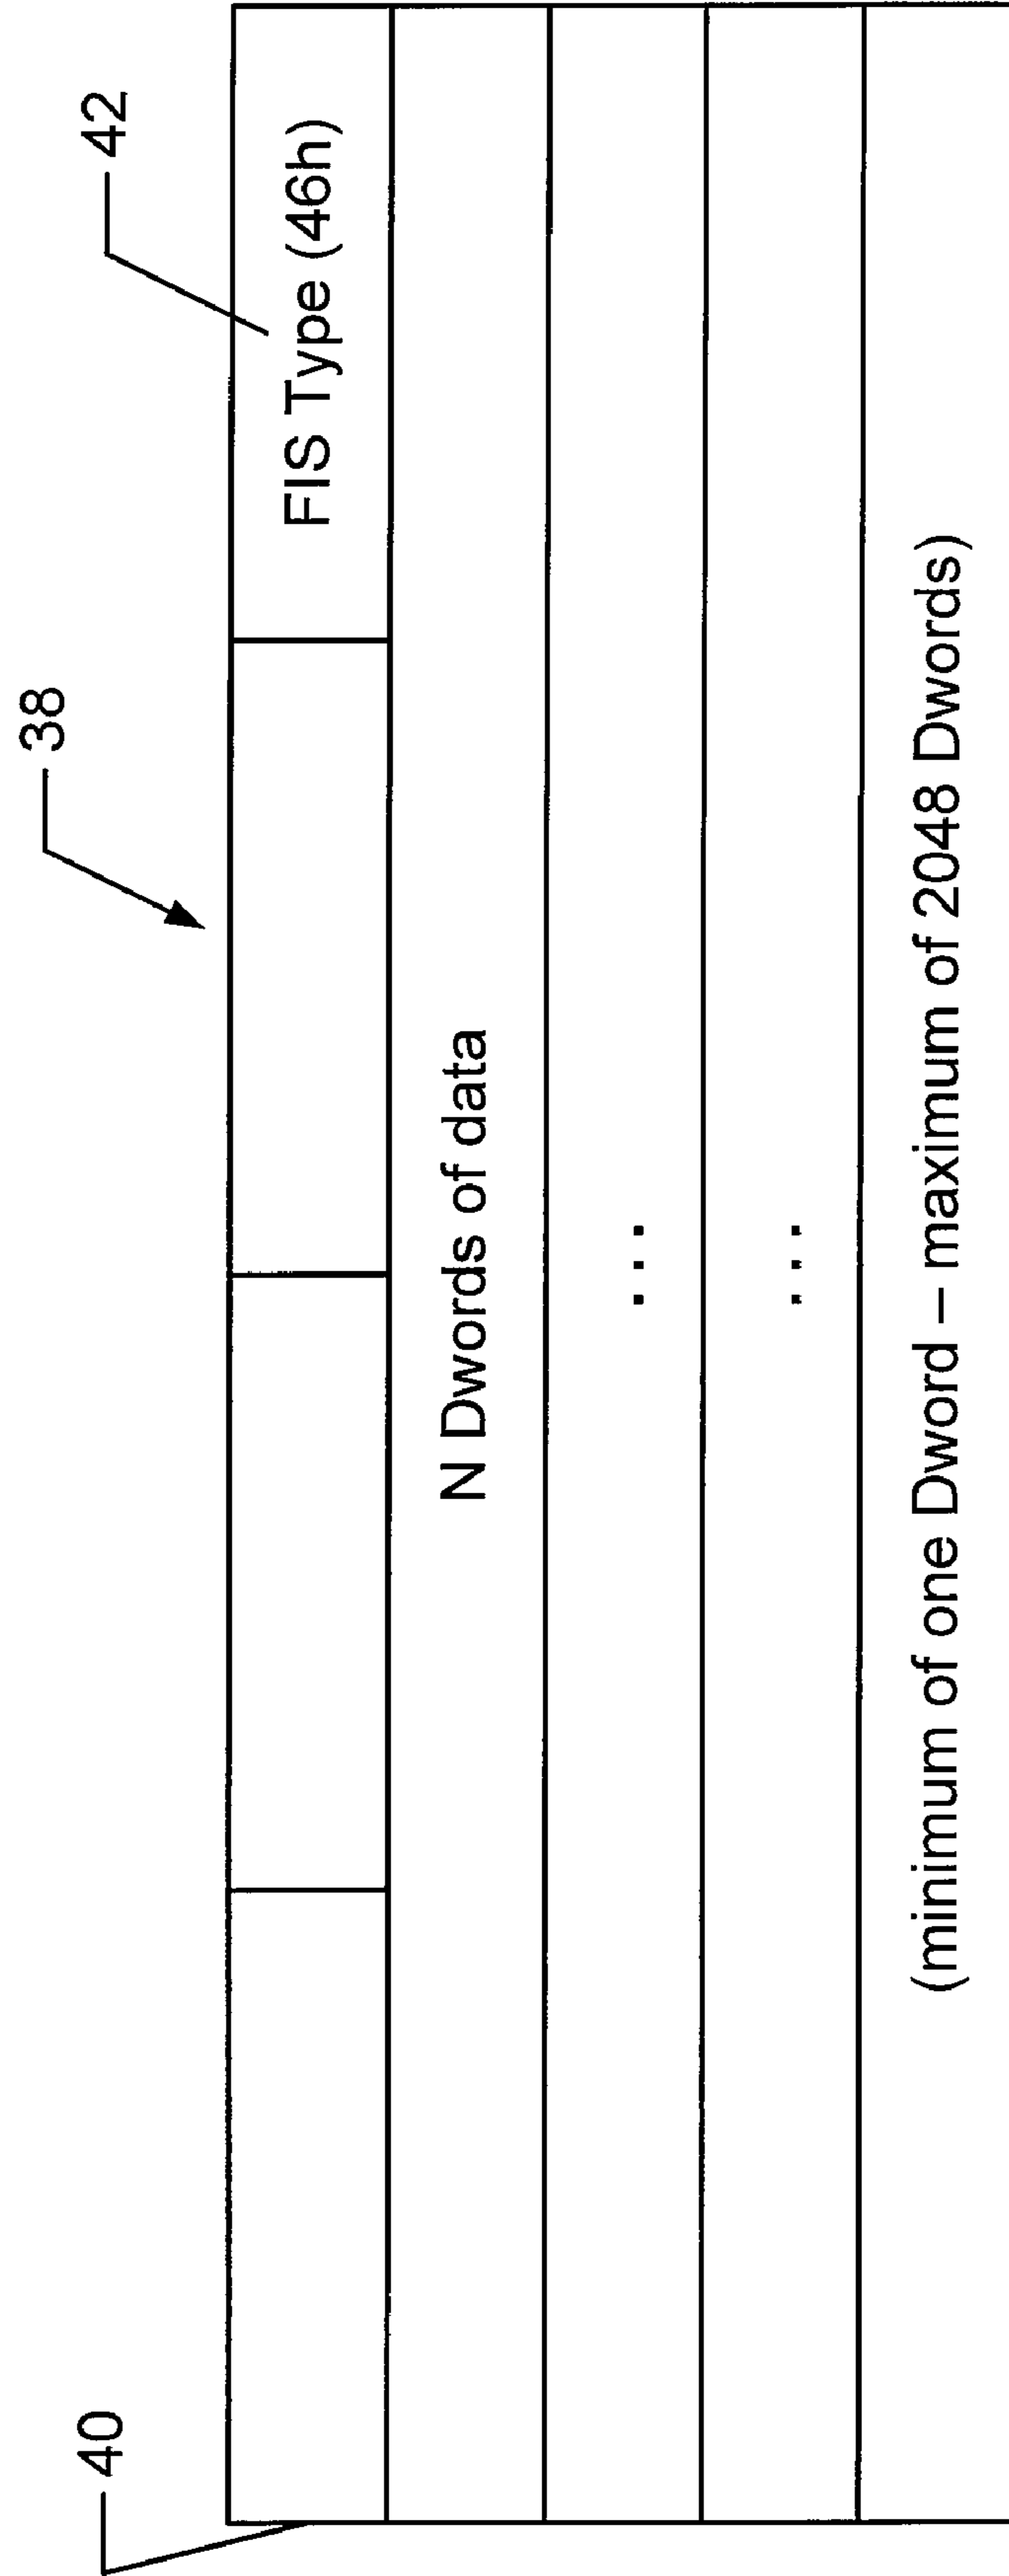 38
40
42
FIS Type (46h)
N Dwords of data
. . .
. . .
(minimum of one Dword – maximum of 2048 Dwords)